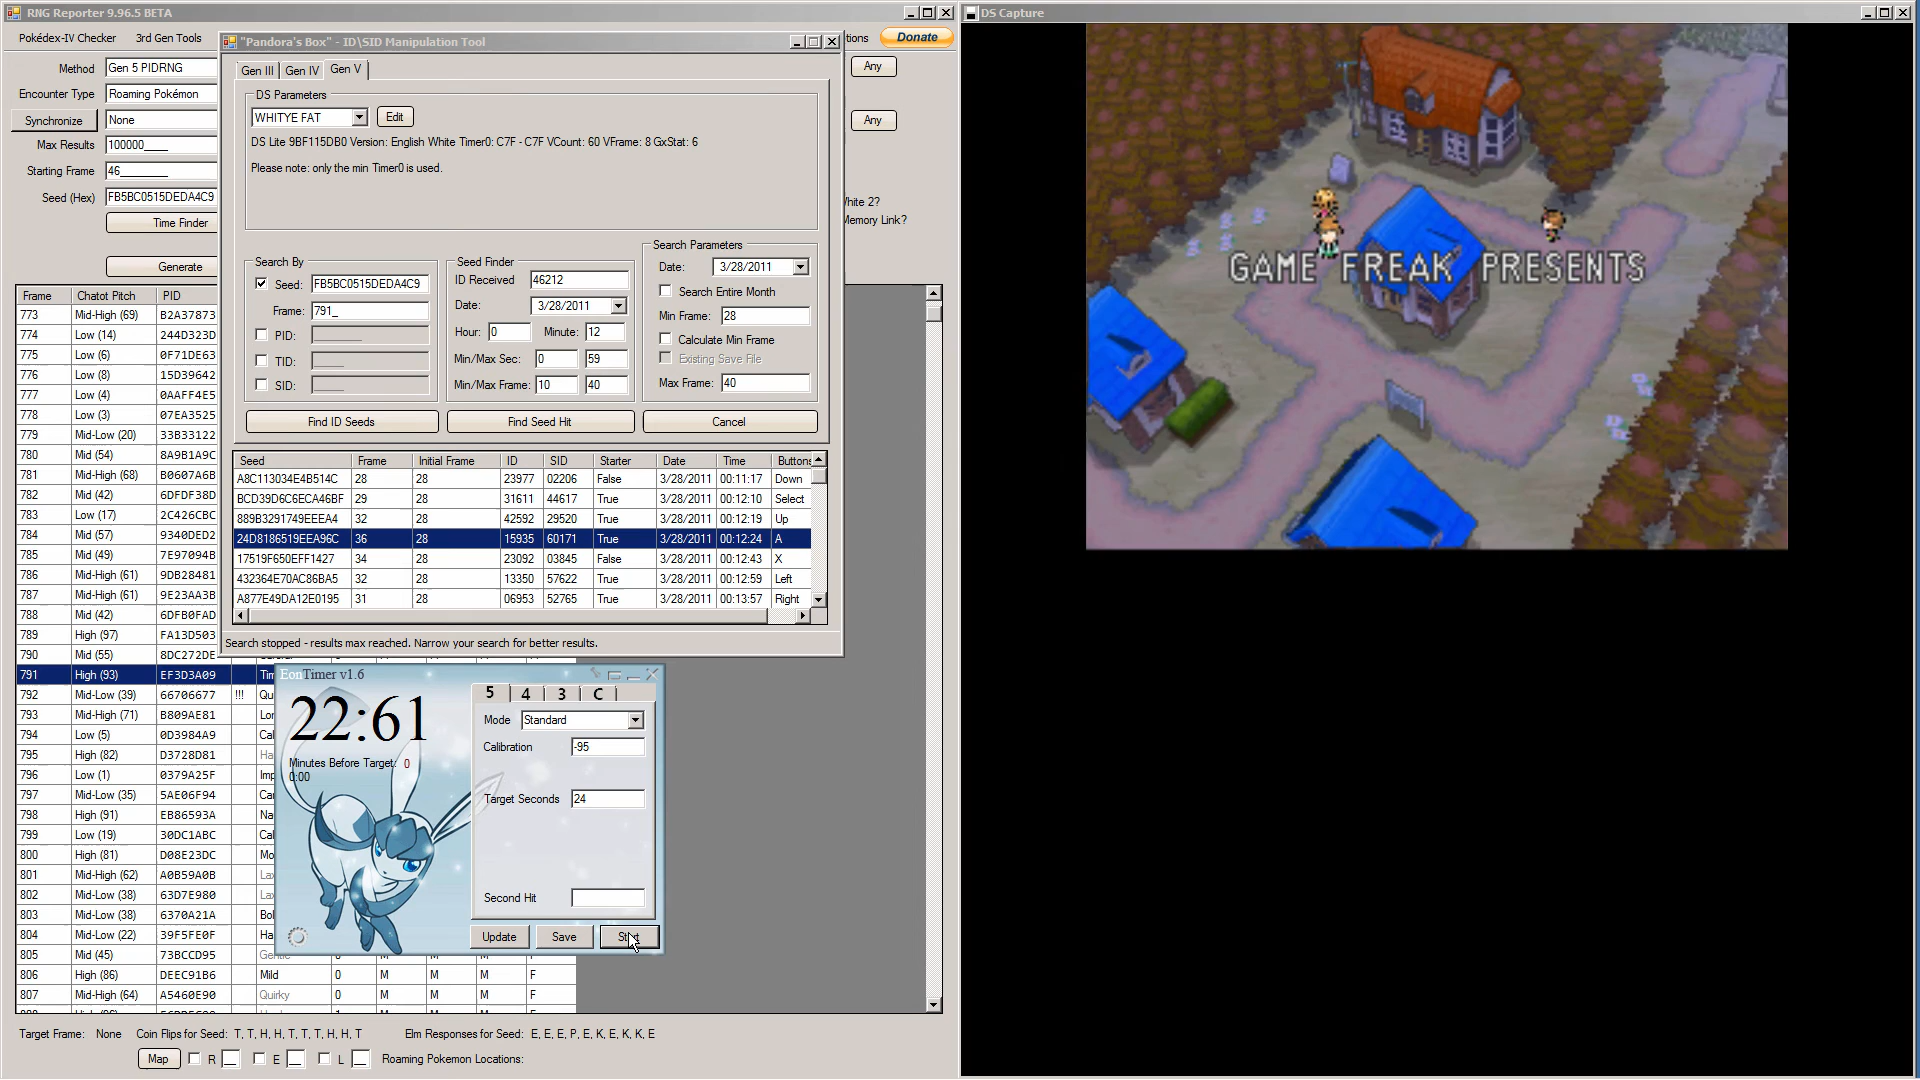 RNG Reporter 9.96.5 BETA
Pokédex-IV Checker 3rd Gen Tools
Donate
Method Gen 5 PIDRNG
Encounter Type Roaming Pokémon
Synchronize None
Max Results 100000____
Starting Frame 46________
Seed (Hex) FB5BC0515DEDA4C9
Time Finder
Generate
Any
Any
"Pandora's Box" - ID\SID Manipulation Tool
Gen III Gen IV Gen V
DS Parameters
WHITYE FAT Edit
DS Lite 9BF115DB0 Version: English White Timer0: C7F - C7F VCount: 60 VFrame: 8 GxStat: 6
Please note: only the min Timer0 is used.
Search By
Seed: FB5BC0515DEDA4C9
Frame: 791_
PID:
TID:
SID:
Find ID Seeds
Seed Finder
ID Received 46212
Date: 3/28/2011
Hour: 0 Minute: 12
Min/Max Sec: 0 59
Min/Max Frame: 10 40
Find Seed Hit
Search Parameters
Date: 3/28/2011
Search Entire Month
Min Frame: 28
Calculate Min Frame
Existing Save File
Max Frame: 40
Cancel
Seed Frame Initial Frame ID SID Starter Date Time Buttons
A8C113034E4B514C 28 28 23977 02206 False 3/28/2011 00:11:17 Down
BCD39D6C6ECA46BF 29 28 31611 44617 True 3/28/2011 00:12:10 Select
889B3291749EEEA4 32 28 42592 29520 True 3/28/2011 00:12:19 Up
24D8186519EEA96C 36 28 15935 60171 True 3/28/2011 00:12:24 A
17519F650EFF1427 34 28 23092 03845 False 3/28/2011 00:12:43 X
432364E70AC86BA5 32 28 13350 57622 True 3/28/2011 00:12:59 Left
A877E49DA12E0195 31 28 06953 52765 True 3/28/2011 00:13:57 Right
Search stopped - results max reached. Narrow your search for better results.
Frame Chatot Pitch PID
773 Mid-High (69) B2A37873
774 Low (14) 244D323D
775 Low (6) 0F71DE63
776 Low (8) 15D39642
777 Low (4) 0AAFF4E5
778 Low (3) 07EA3525
779 Mid-Low (20) 33B33122
780 Mid (54) 8A9B1A9C
781 Mid-High (68) B0607A6B
782 Mid (42) 6DFDF38D
783 Low (17) 2C426CBC
784 Mid (57) 9340DED2
785 Mid (49) 7E97094B
786 Mid-High (61) 9DB28481
787 Mid-High (61) 9E23AA3B
788 Mid (42) 6DFB0FAD
789 High (97) FA13D503
790 Mid (55) 8DC272DE
791 High (93) EF3D3A09
792 Mid-Low (39) 66706677 !!!
793 Mid-High (71) B809AE81
794 Low (5) 0D3984A9
795 High (82) D3728D81
796 Low (1) 0379A25F
797 Mid-Low (35) 5AE06F94
798 High (91) EB86593A
799 Low (19) 30DC1ABC
800 High (81) D08E23DC
801 Mid-High (62) A0B59A0B
802 Mid-Low (38) 63D7E980
803 Mid-Low (38) 6370A21A
804 Mid-Low (22) 39F5FE0F
805 Mid (45) 73BCCD95
806 High (86) DEEC91B6 Mild 0 M M M F
807 Mid-High (64) A5460E90 Quirky 0 M M M F
EonTimer v1.6
22:61
Minutes Before Target: 0
0:00
5 4 3 C
Mode Standard
Calibration -95
Target Seconds 24
Second Hit
Update Save Start
Target Frame: None Coin Flips for Seed: T, T, H, H, T, T, T, H, H, T Elm Responses for Seed: E, E, E, P, E, K, E, K, K, E
Map R E L Roaming Pokemon Locations:
DS Capture
GAME FREAK PRESENTS